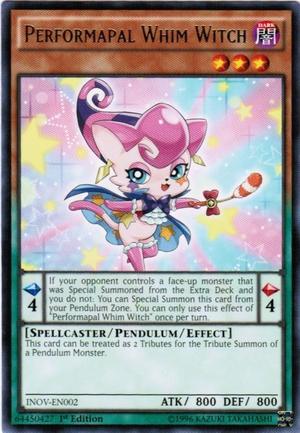 PERFORMAPAL WHIM WITCH
DARK
闇
If your opponent controls a face-up monster that
was Special Summoned from the Extra Deck and
you do not: You can Special Summon this card from
your Pendulum Zone. You can only use this effect of
"Performapal Whim Witch" once per turn.
4
4
[SPELLCASTER/PENDULUM/EFFECT]
This card can be treated as 2 Tributes for the Tribute Summon of
a Pendulum Monster.
INOV-EN002
ATK/ 800 DEF/ 800
64450427
1st Edition
©1996 KAZUKI TAKAHASHI